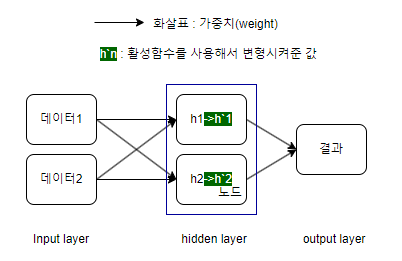 화살표 : 가중치(weight)
h`n : 활성함수를 사용해서 변형시켜준 값
데이터1
h1->h`1
결과
데이터2
h2->h`2
노드
Input layer
hidden layer
output layer